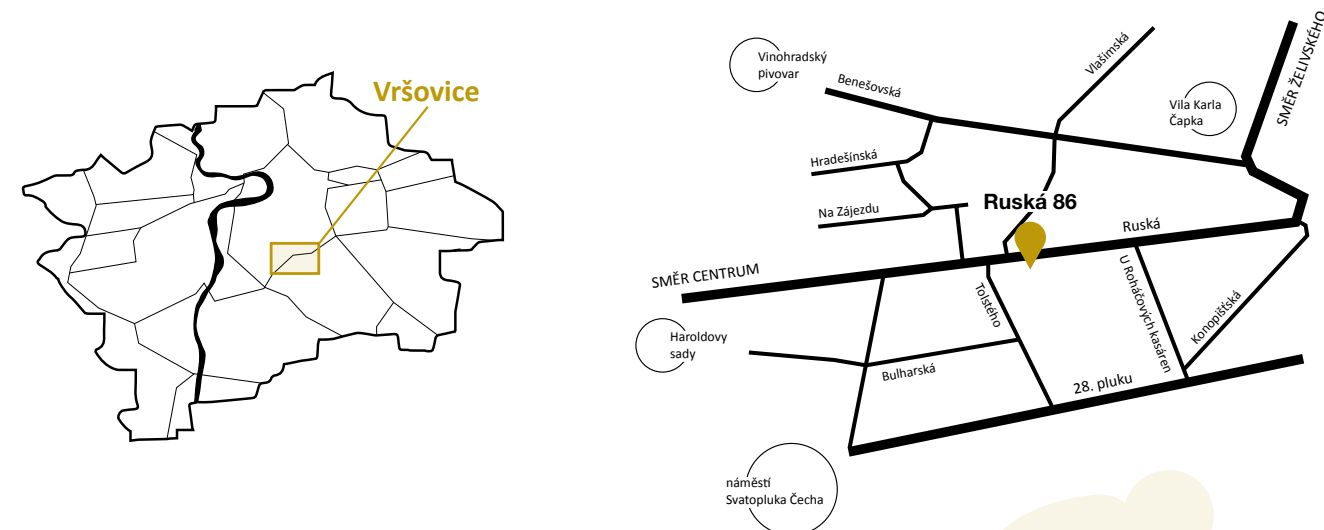 Vršovice
Vinohradský
pivovar
Benešovská
Vlašimská
Vila Karla
Čapka
SMĚR ŽELIVSKÉHO
Hradešínská
Na Zájezdu
Ruská 86
Ruská
SMĚR CENTRUM
Tolstého
U Roháčových kasáren
Konopišťská
Haroldovy
sady
Bulharská
28. pluku
náměstí
Svatopluka Čecha